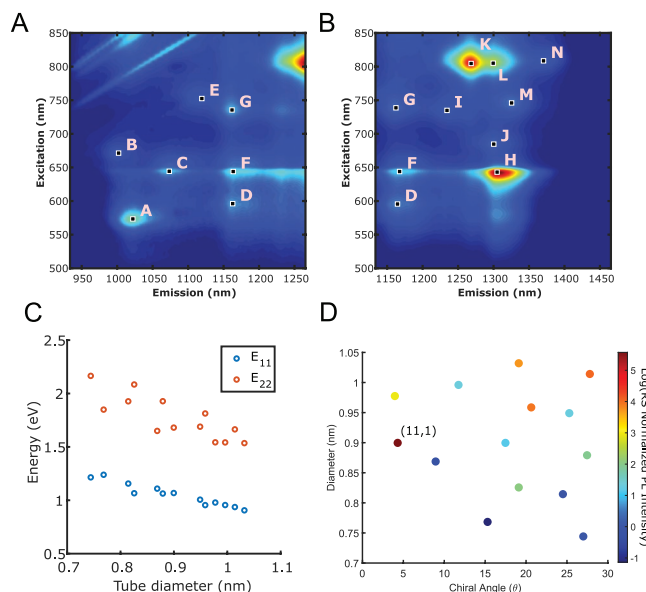 A
B
850
800
750
700
650
600
550
500
Excitation (nm)
E
G
B
C
F
D
A
950
1000
1050
1100
1150
1200
1250
Emission (nm)
850
800
750
700
650
600
550
500
Excitation (nm)
K
N
L
G
I
M
J
F
H
D
1150
1200
1250
1300
1350
1400
1450
Emission (nm)
C
2.5
2
1.5
1
0.5
Energy (eV)
E11
E22
0.7
0.8
0.9
1
1.1
Tube diameter (nm)
D
1.05
1
0.95
0.9
0.85
0.8
0.75
0.7
Diameter (nm)
(11,1)
0
5
10
15
20
25
30
Chiral Angle (θ)
5
4
3
2
1
0
-1
Log(RS Normalized PL Intensity)